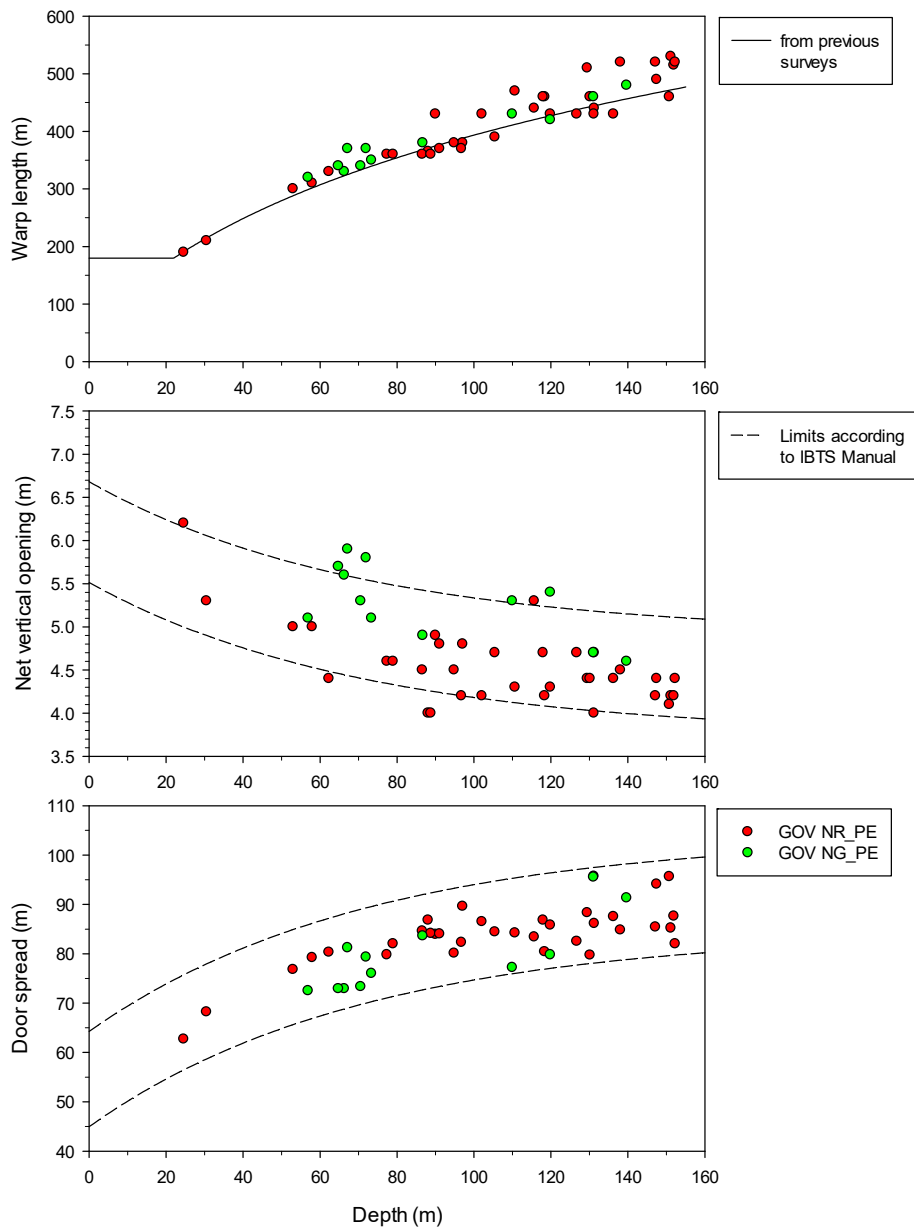 600
500
400
300
200
100
0
Warp length (m)
0 20 40 60 80 100 120 140 160
from previous
surveys
7.5
7.0
6.5
6.0
5.5
5.0
4.5
4.0
3.5
Net vertical opening (m)
0 20 40 60 80 100 120 140 160
Limits according
to IBTS Manual
110
100
90
80
70
60
50
40
Door spread (m)
0 20 40 60 80 100 120 140 160
Depth (m)
GOV NR_PE
GOV NG_PE